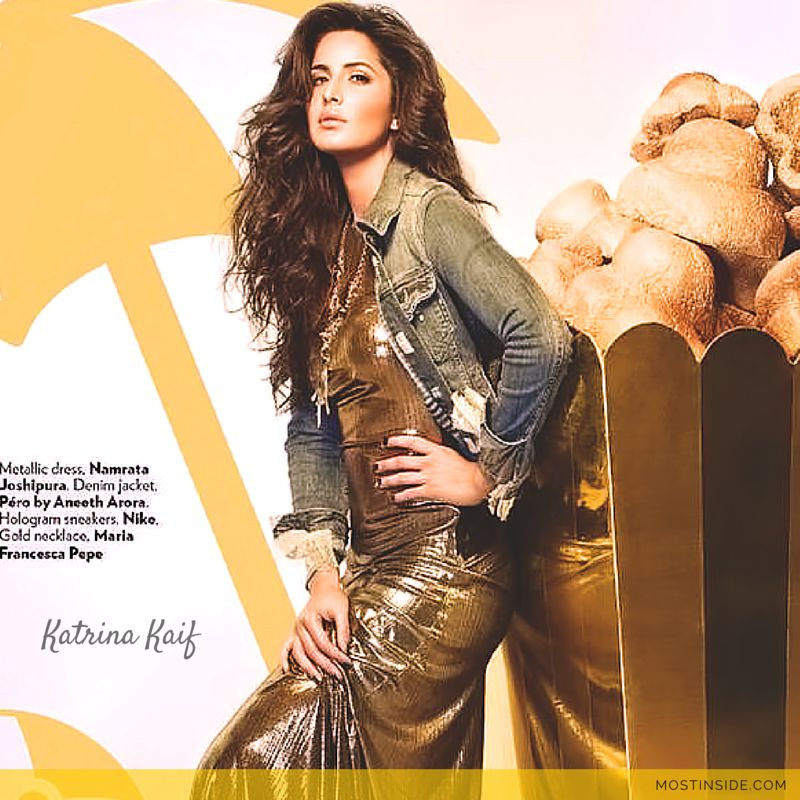 Metallic dress, Namrata
Joshipura. Denim jacket,
Péro by Aneeth Arora.
Hologram sneakers, Nike.
Gold necklace, Maria
Francesca Pepe
Katrina Kaif
MOSTINSIDE.COM